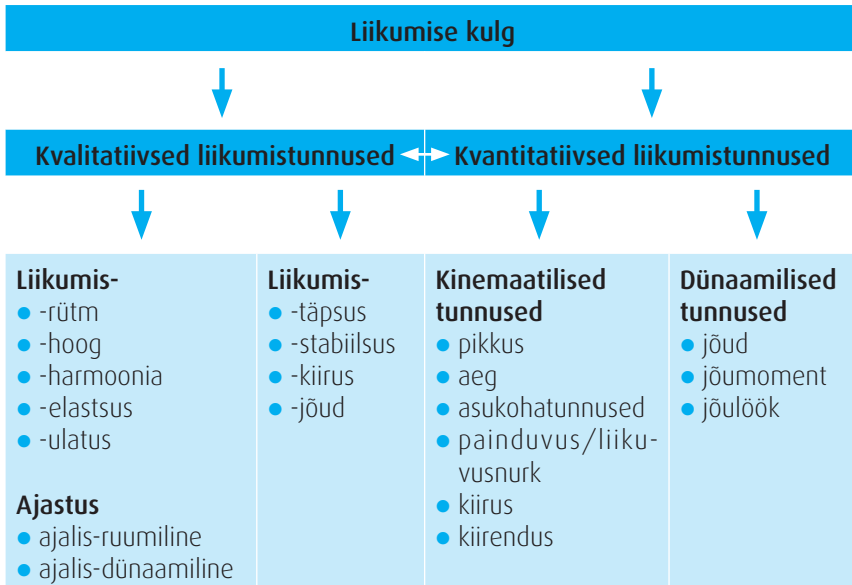 Liikumise kulg
Kvalitatiivsed liikumistunnused
Kvantitatiivsed liikumistunnused
Liikumis-
● -rütm
● -hoog
● -harmoonia
● -elastsus
● -ulatus
Ajastus
● ajalis-ruumiline
● ajalis-dünaamiline
Liikumis-
● -täpsus
● -stabiilsus
● -kiirus
● -jõud
Kinemaatilised
tunnused
● pikkus
● aeg
● asukohatunnused
● painduvus/liiku-
vusnurk
● kiirus
● kiirendus
Dünaamilised
tunnused
● jõud
● jõumoment
● jõulöök